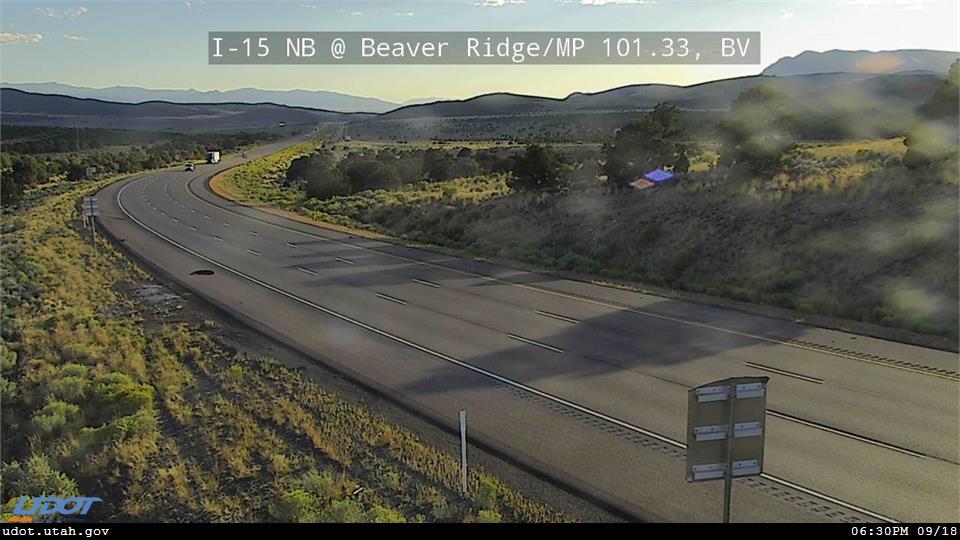 I-15 NB @ Beaver Ridge/MP 101.33, BV
UDOT
udot.utah.gov 06:30PM 09/18